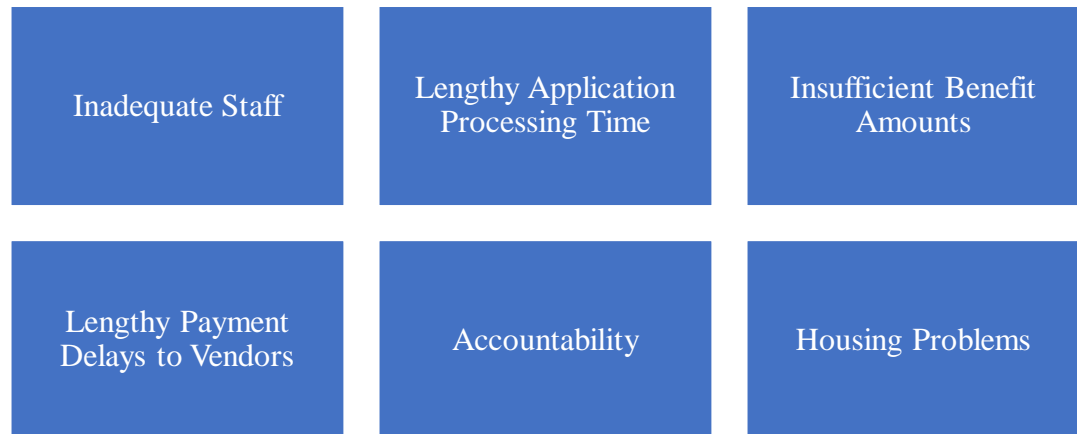 Inadequate Staff
Lengthy Application
Processing Time
Insufficient Benefit
Amounts
Lengthy Payment
Delays to Vendors
Accountability
Housing Problems